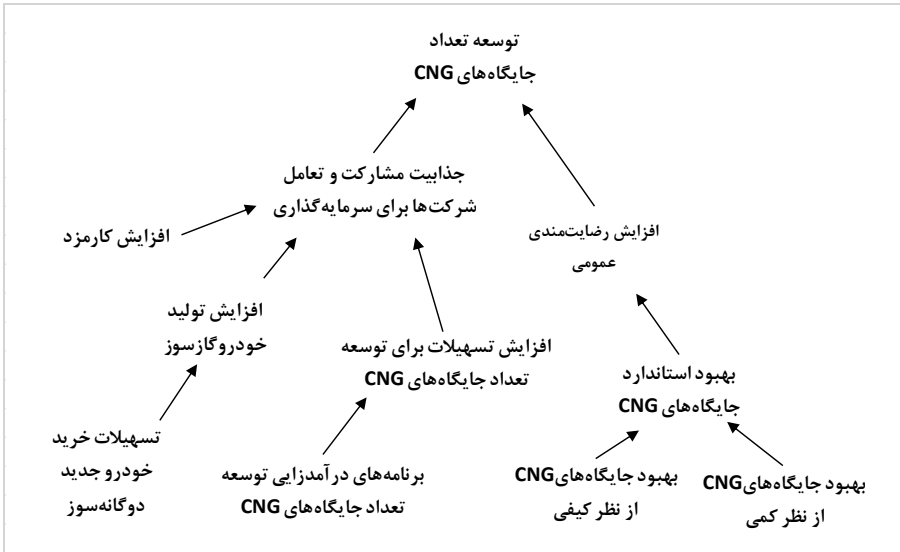 توسعه تعداد
جایگاه‌های CNG
جذابیت مشارکت و تعامل
شرکت‌ها برای سرمایه‌گذاری
افزایش کارمزد
افزایش رضایت‌مندی
عمومی
افزایش تولید
خودروگازسوز
افزایش تسهیلات برای توسعه
تعداد جایگاه‌های CNG
بهبود استاندارد
جایگاه‌های CNG
تسهیلات خرید
خودرو جدید
دوگانه‌سوز
برنامه‌های درآمدزایی توسعه
تعداد جایگاه‌های CNG
بهبود جایگاه‌هایCNG
از نظر کیفی
بهبود جایگاه‌هایCNG
از نظر کمی